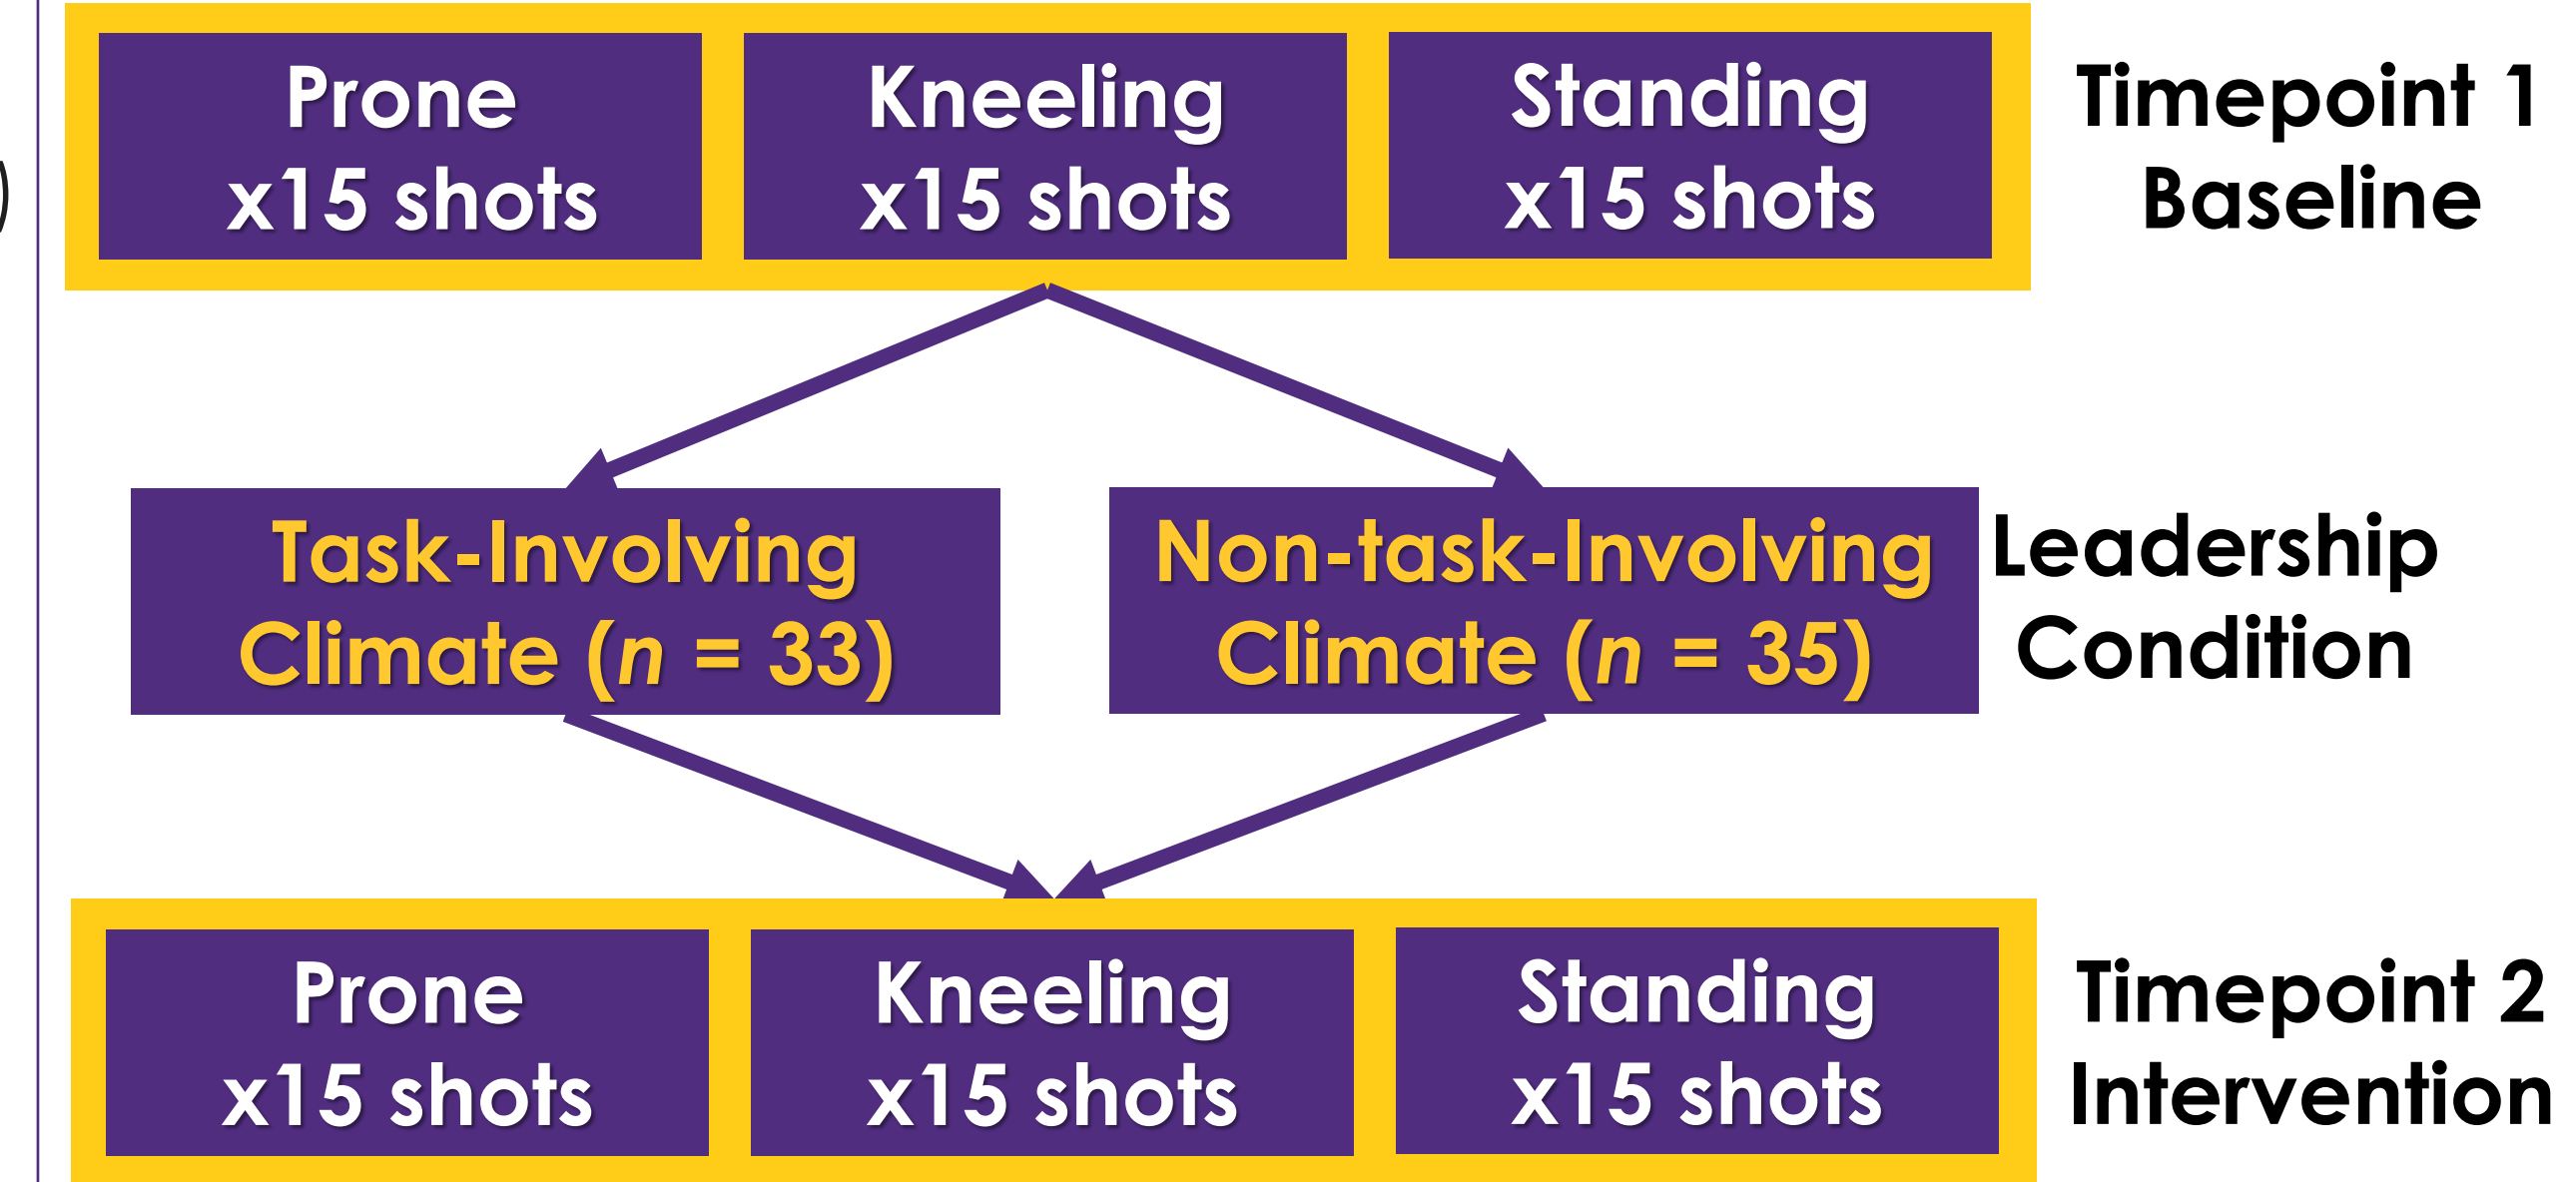 )
Prone
x15 shots
Kneeling
x15 shots
Standing
x15 shots
Timepoint 1
Baseline
Task-Involving
Climate (n = 33)
Non-task-Involving
Climate (n = 35)
Leadership
Condition
Prone
x15 shots
Kneeling
x15 shots
Standing
x15 shots
Timepoint 2
Intervention